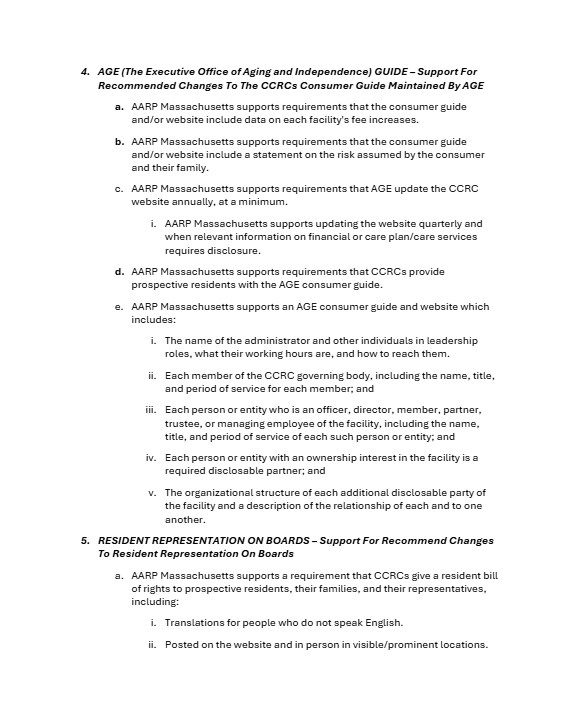 4. AGE (The Executive Office of Aging and Independence) GUIDE – Support For
Recommended Changes To The CCRCs Consumer Guide Maintained By AGE
a. AARP Massachusetts supports requirements that the consumer guide
and/or website include data on each facility's fee increases.
b. AARP Massachusetts supports requirements that the consumer guide
and/or website include a statement on the risk assumed by the consumer
and their family.
c. AARP Massachusetts supports requirements that AGE update the CCRC
website annually, at a minimum.
i. AARP Massachusetts supports updating the website quarterly and
when relevant information on financial or care plan/care services
requires disclosure.
d. AARP Massachusetts supports requirements that CCRCs provide
prospective residents with the AGE consumer guide.
e. AARP Massachusetts supports an AGE consumer guide and website which
includes:
i. The name of the administrator and other individuals in leadership
roles, what their working hours are, and how to reach them.
ii. Each member of the CCRC governing body, including the name, title,
and period of service for each member; and
iii. Each person or entity who is an officer, director, member, partner,
trustee, or managing employee of the facility, including the name,
title, and period of service of each such person or entity; and
iv. Each person or entity with an ownership interest in the facility is a
required disclosable partner; and
v. The organizational structure of each additional disclosable party of
the facility and a description of the relationship of each and to one
another.
5. RESIDENT REPRESENTATION ON BOARDS – Support For Recommend Changes
To Resident Representation On Boards
a. AARP Massachusetts supports a requirement that CCRCs give a resident bill
of rights to prospective residents, their families, and their representatives,
including:
i. Translations for people who do not speak English.
ii. Posted on the website and in person in visible/prominent locations.